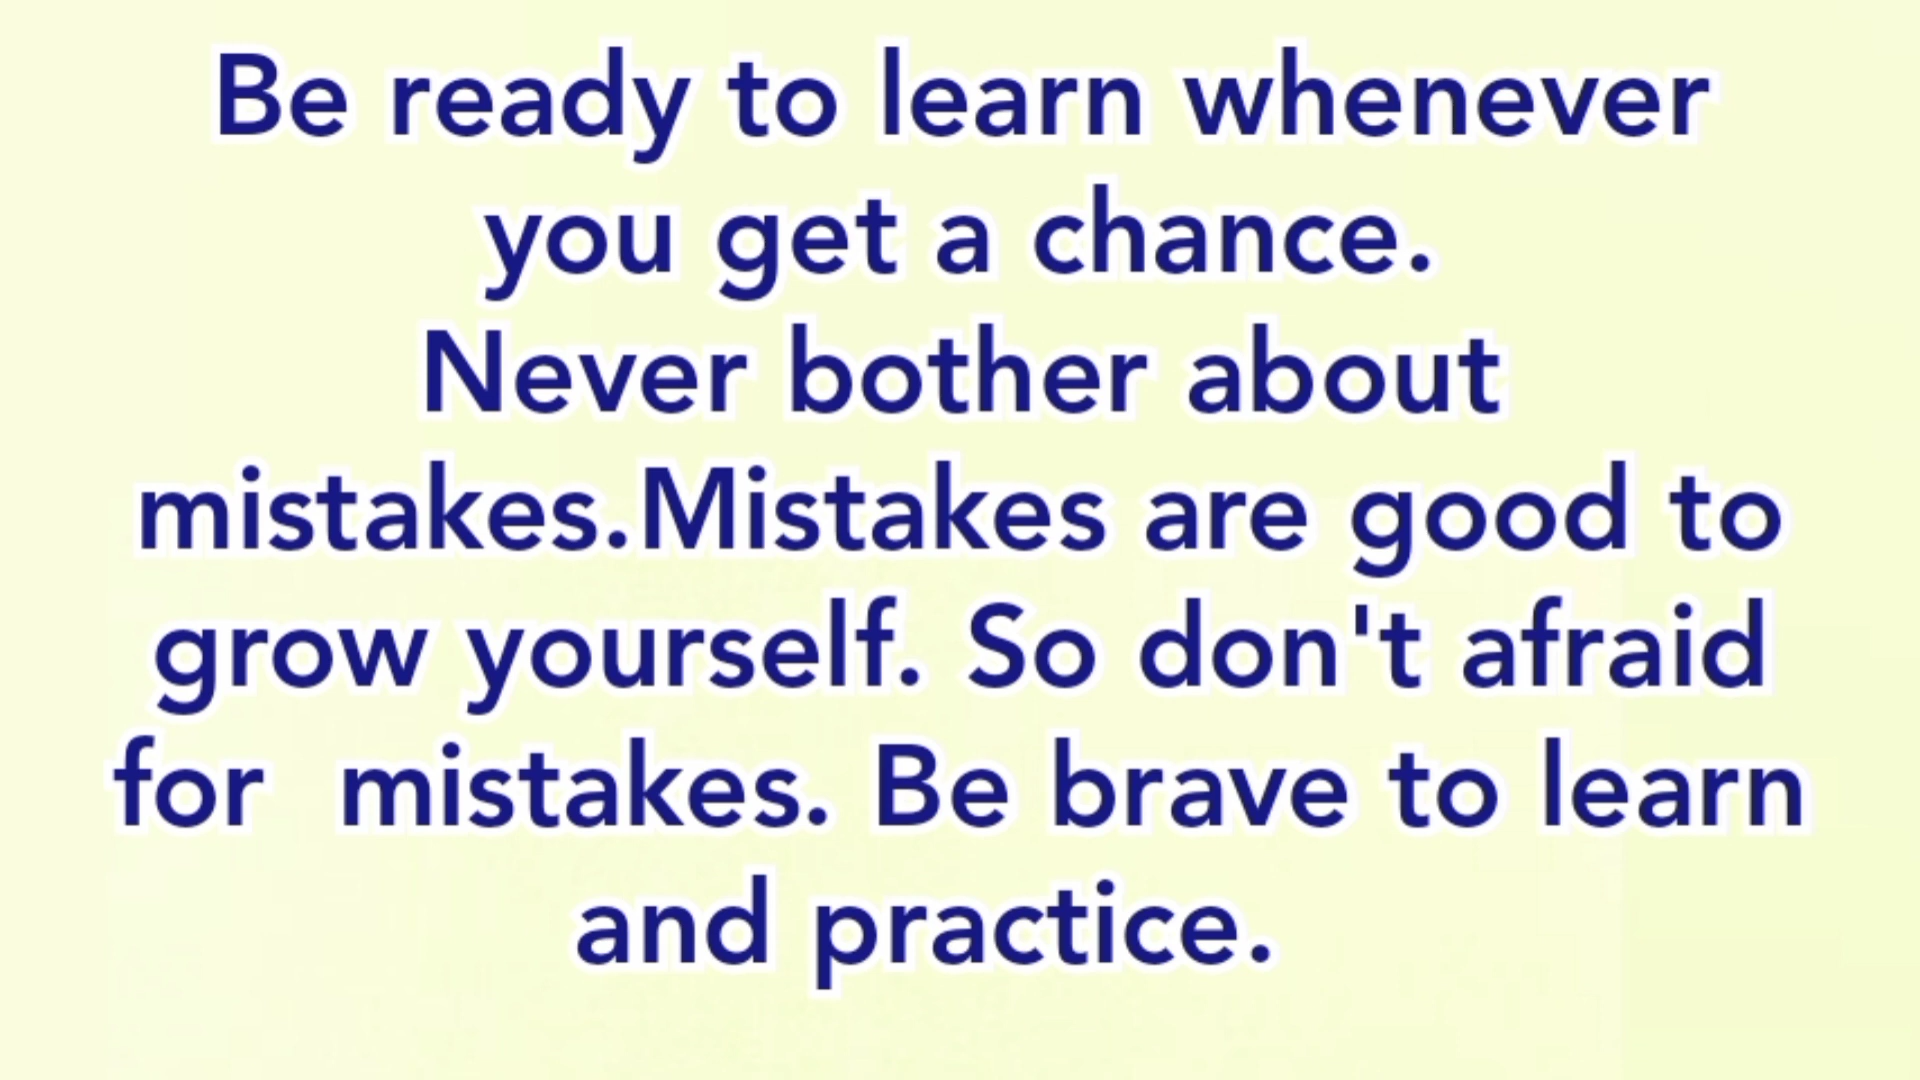 Be ready to learn whenever
you get a chance.
Never bother about
mistakes.Mistakes are good to
grow yourself. So don't afraid
for  mistakes. Be brave to learn
and practice.